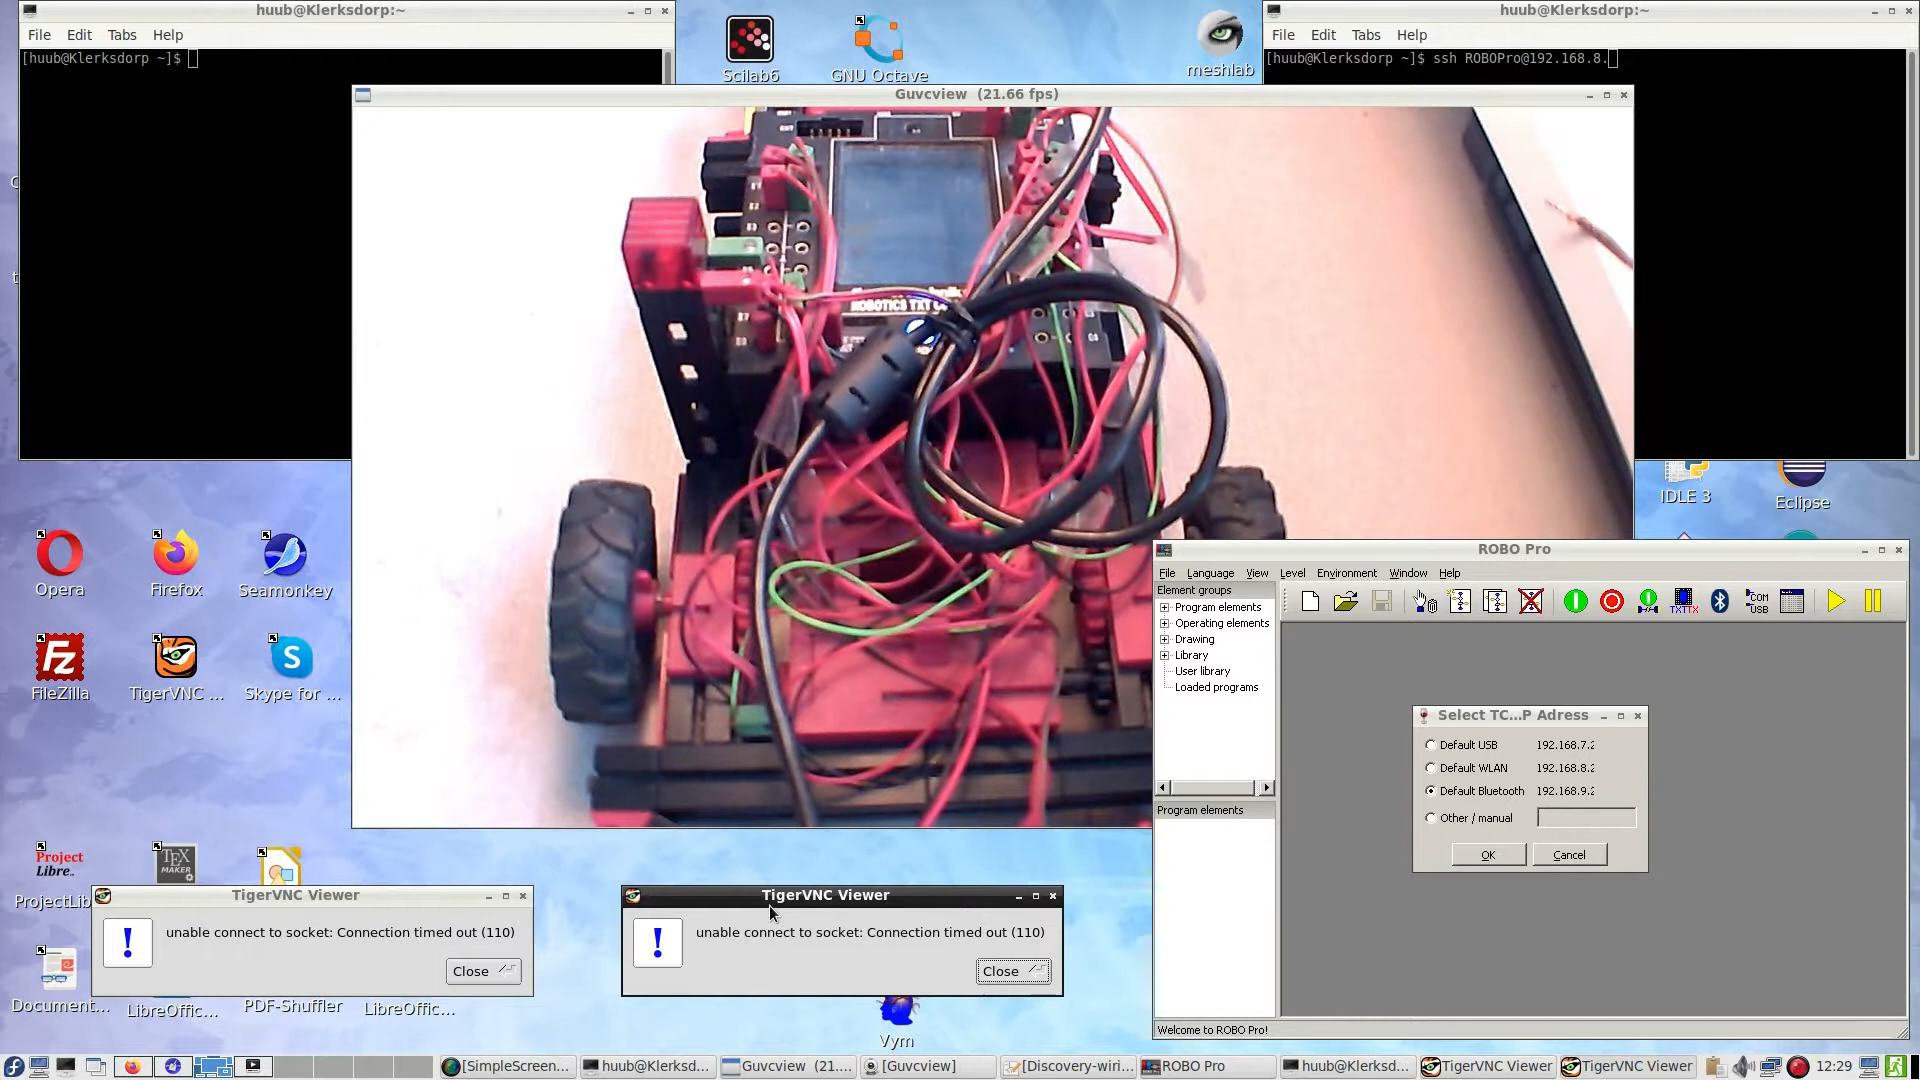 huub@Klerksdorp:~
File Edit Tabs Help
[huub@Klerksdorp ~]$
Scilab6
GNU Octave
meshlab
huub@Klerksdorp:~
File Edit Tabs Help
[huub@Klerksdorp ~]$ ssh ROBOPro@192.168.8.
Guvcview (21.66 fps)
ROBOTICS TXT
IDLE 3
Eclipse
Opera
Firefox
Seamonkey
FileZilla
TigerVNC ...
Skype for ...
ROBO Pro
File Language View Level Environment Window Help
Element groups
Program elements
Operating elements
Drawing
Library
User library
Loaded programs
TXTTX
COM
USB
Select TC...P Adress
Default USB 192.168.7.2
Default WLAN 192.168.8.2
Default Bluetooth 192.168.9.2
Other / manual
OK
Cancel
Program elements
Welcome to ROBO Pro!
Project
Libre..
TEX
MAKER
ProjectLib
TigerVNC Viewer
unable connect to socket: Connection timed out (110)
Close
TigerVNC Viewer
unable connect to socket: Connection timed out (110)
Close
Document...
LibreOffic...
PDF-Shuffler
LibreOffic...
Vym
[SimpleScreen...
huub@Klerksd...
Guvcview (21....
[Guvcview]
[Discovery-wiri...
ROBO Pro
huub@Klerksd...
TigerVNC Viewer
TigerVNC Viewer
12:29